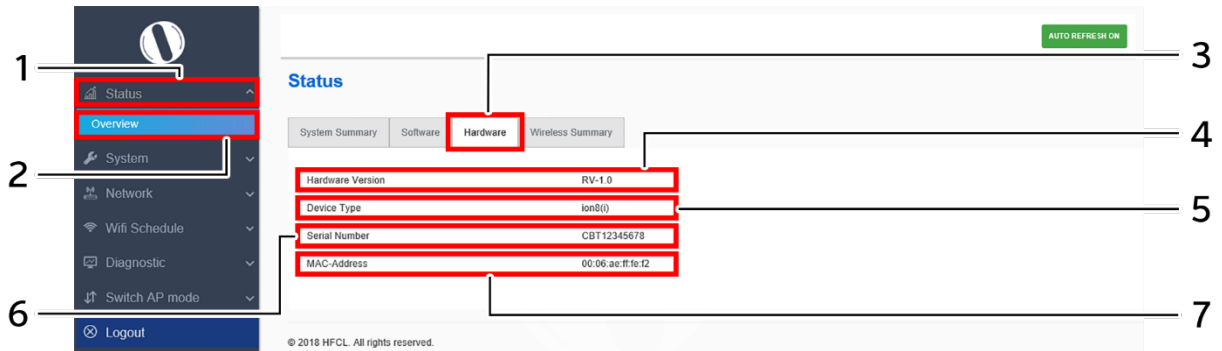 AUTO REFRESH ON
1
3
Status
Status
Overview
System Summary
Software
Hardware
Wireless Summary
4
2
System
Hardware Version
RV-1.0
Network
Device Type
ion8(i)
5
Wifi Schedule
Serial Number
CBT12345678
Diagnostic
MAC-Address
00:06:ae:ff:fe:f2
Switch AP mode
6
7
Logout
© 2018 HFCL. All rights reserved.